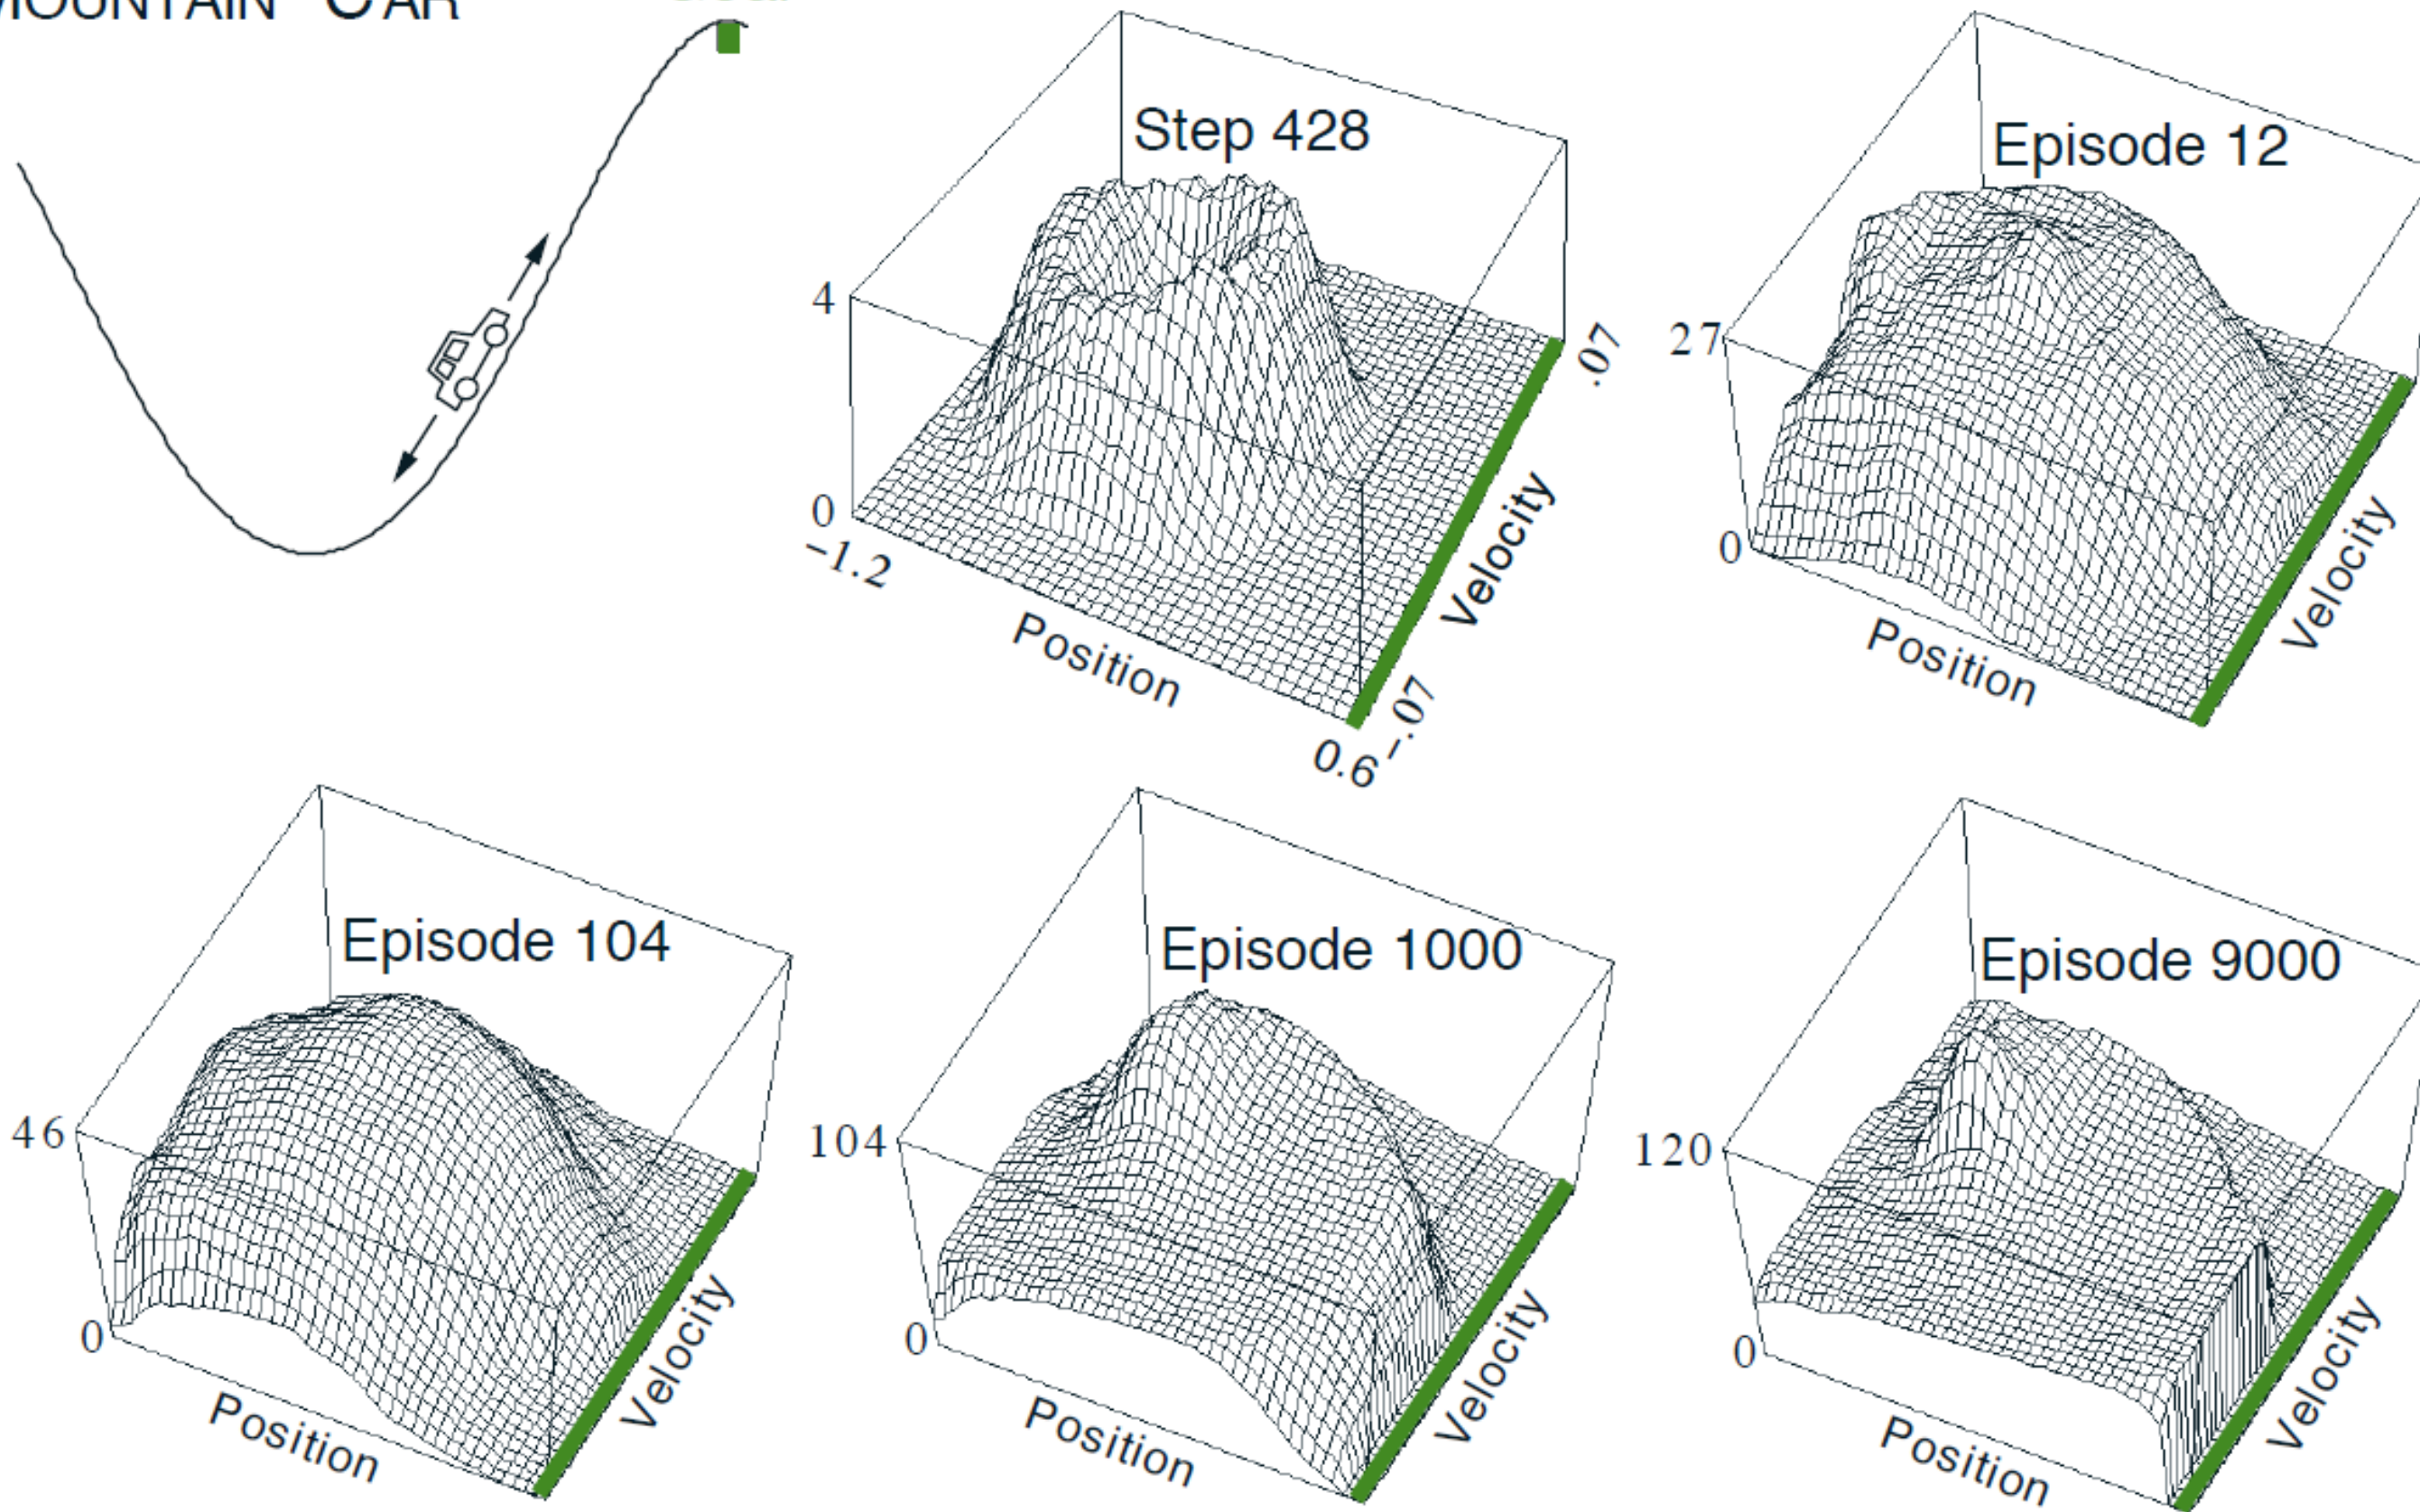 CAR
Step 428
Episode 12
4
0
-1.2
Position
0.6
-.07
Velocity
.07
27
0
Position
Velocity
Episode 104
Episode 1000
Episode 9000
46
0
Position
Velocity
104
0
Position
Velocity
120
0
Position
Velocity